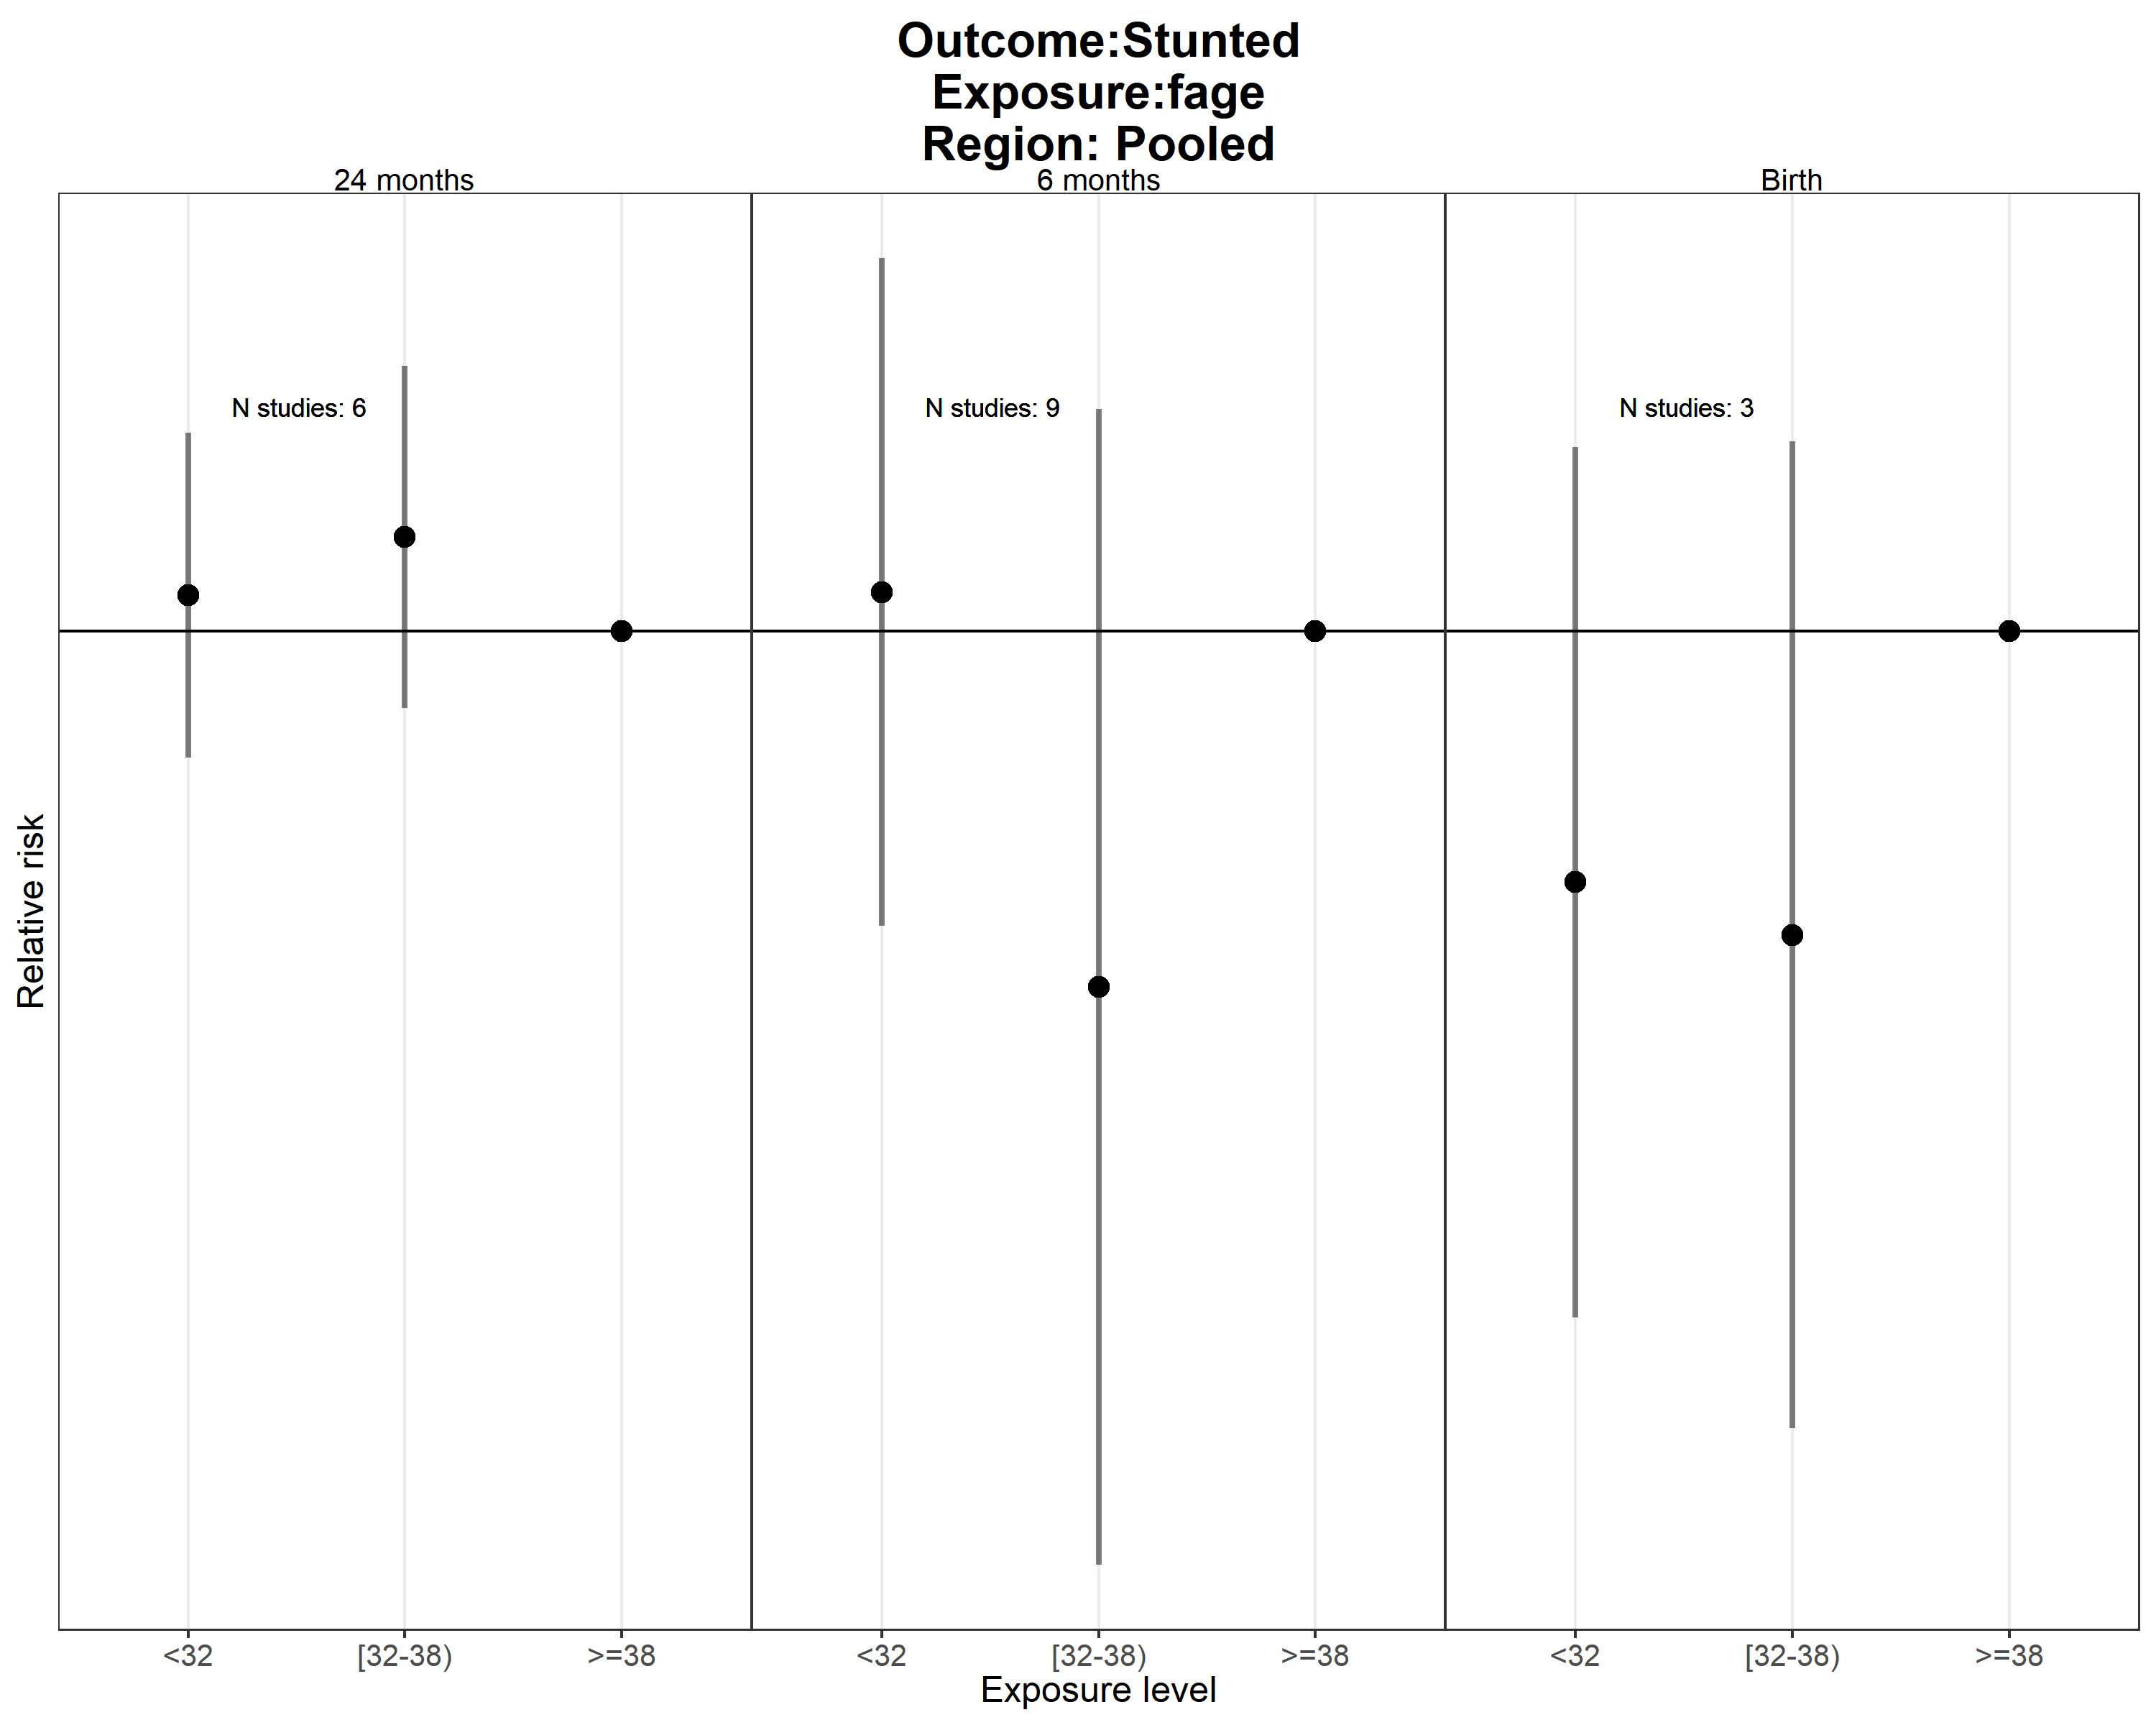 Outcome:Stunted
Exposure:fage
Region: Pooled
24 months
6 months
Birth
N studies: 6
N studies: 9
N studies: 3
Relative risk
<32
[32-38)
>=38
<32
[32-38)
>=38
<32
[32-38)
>=38
Exposure level